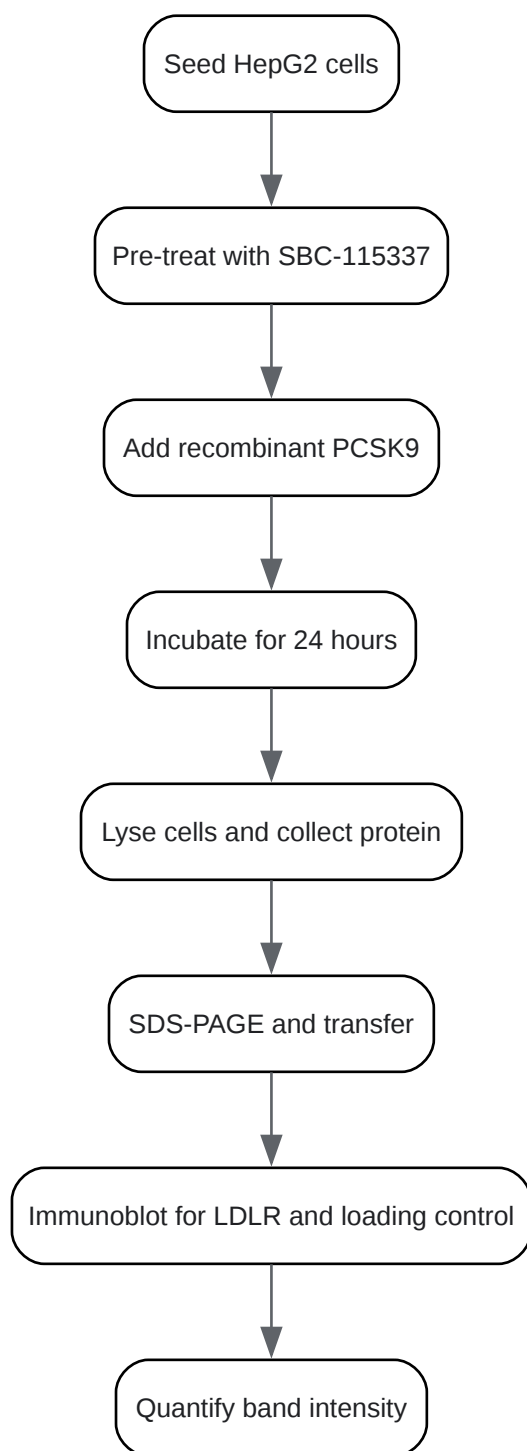 Seed HepG2 cells
Pre-treat with SBC-115337
Add recombinant PCSK9
Incubate for 24 hours
Lyse cells and collect protein
SDS-PAGE and transfer
Immunoblot for LDLR and loading control
Quantify band intensity